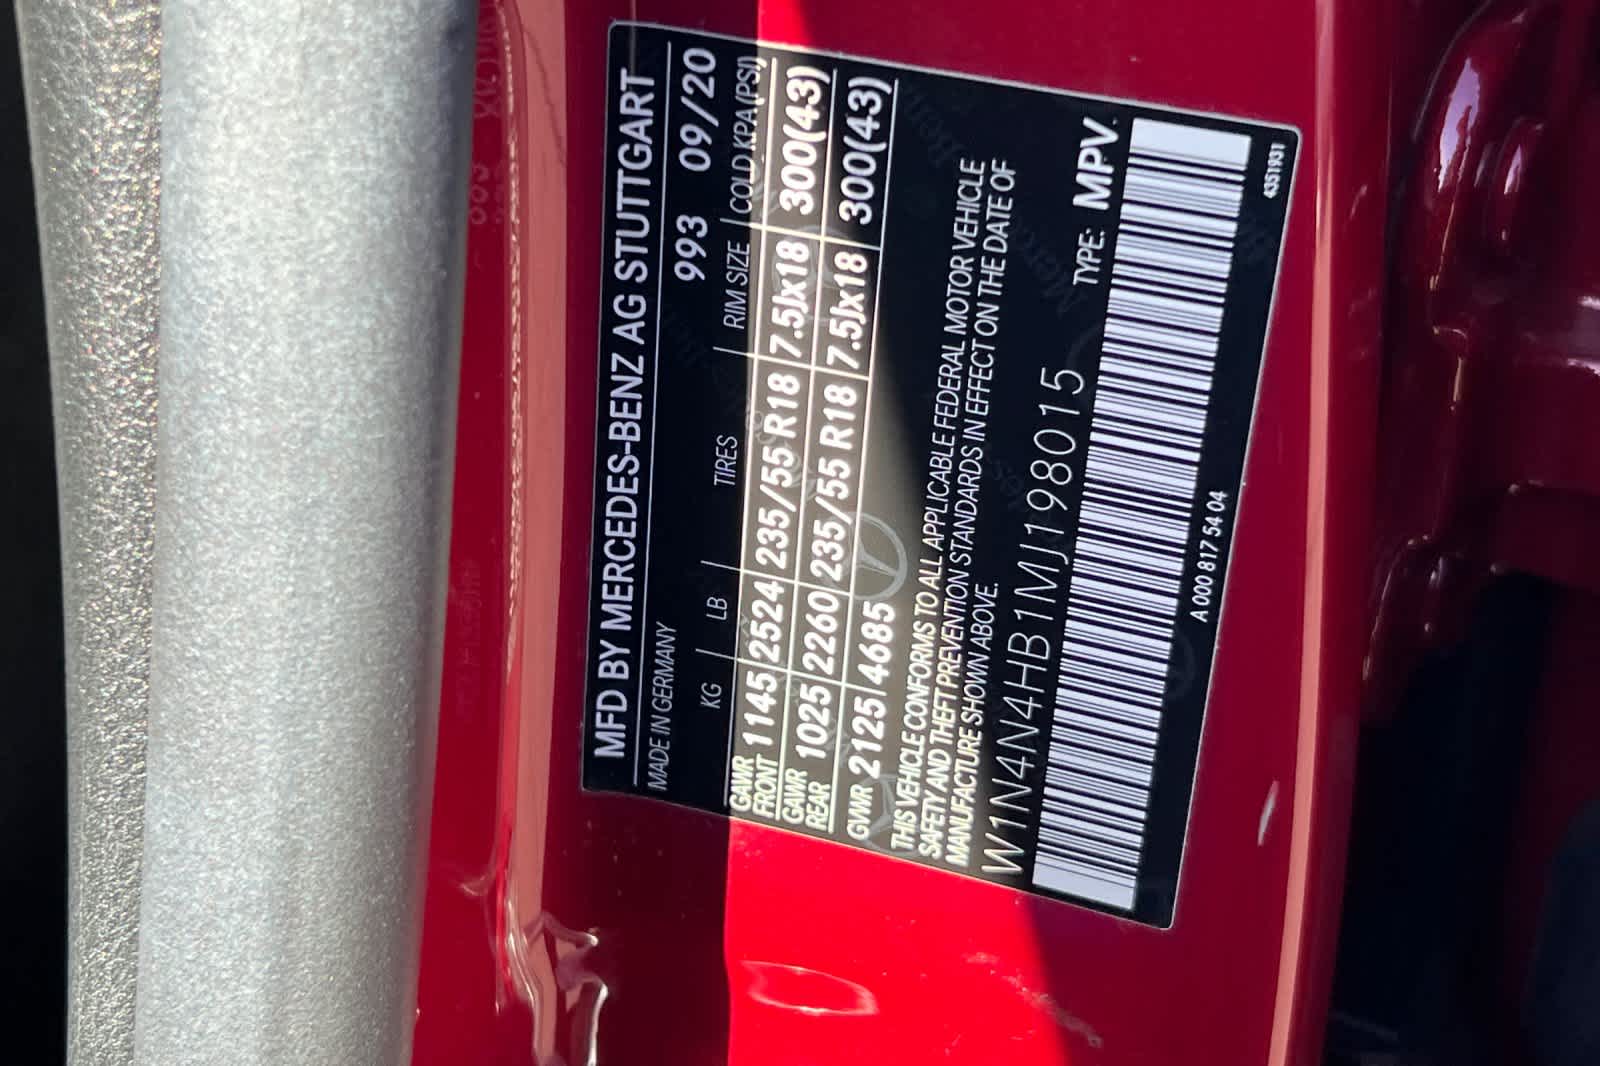 MFD BY MERCEDES-BENZ AG STUTTGART
MADE IN GERMANY 993 09/20
KG LB TIRES RIM SIZE COLD KPA(PSI)
GAWR FRONT 1145 2524 235/55 R18 7.5Jx18 300(43)
GAWR REAR 1025 2260 235/55 R18 7.5Jx18 300(43)
GVWR 2125 4685
THIS VEHICLE CONFORMS TO ALL APPLICABLE FEDERAL MOTOR VEHICLE
SAFETY AND THEFT PREVENTION STANDARDS IN EFFECT ON THE DATE OF
MANUFACTURE SHOWN ABOVE.
W1N4N4HB1MJ198015 TYPE: MPV
A 000 817 54 04 4351931